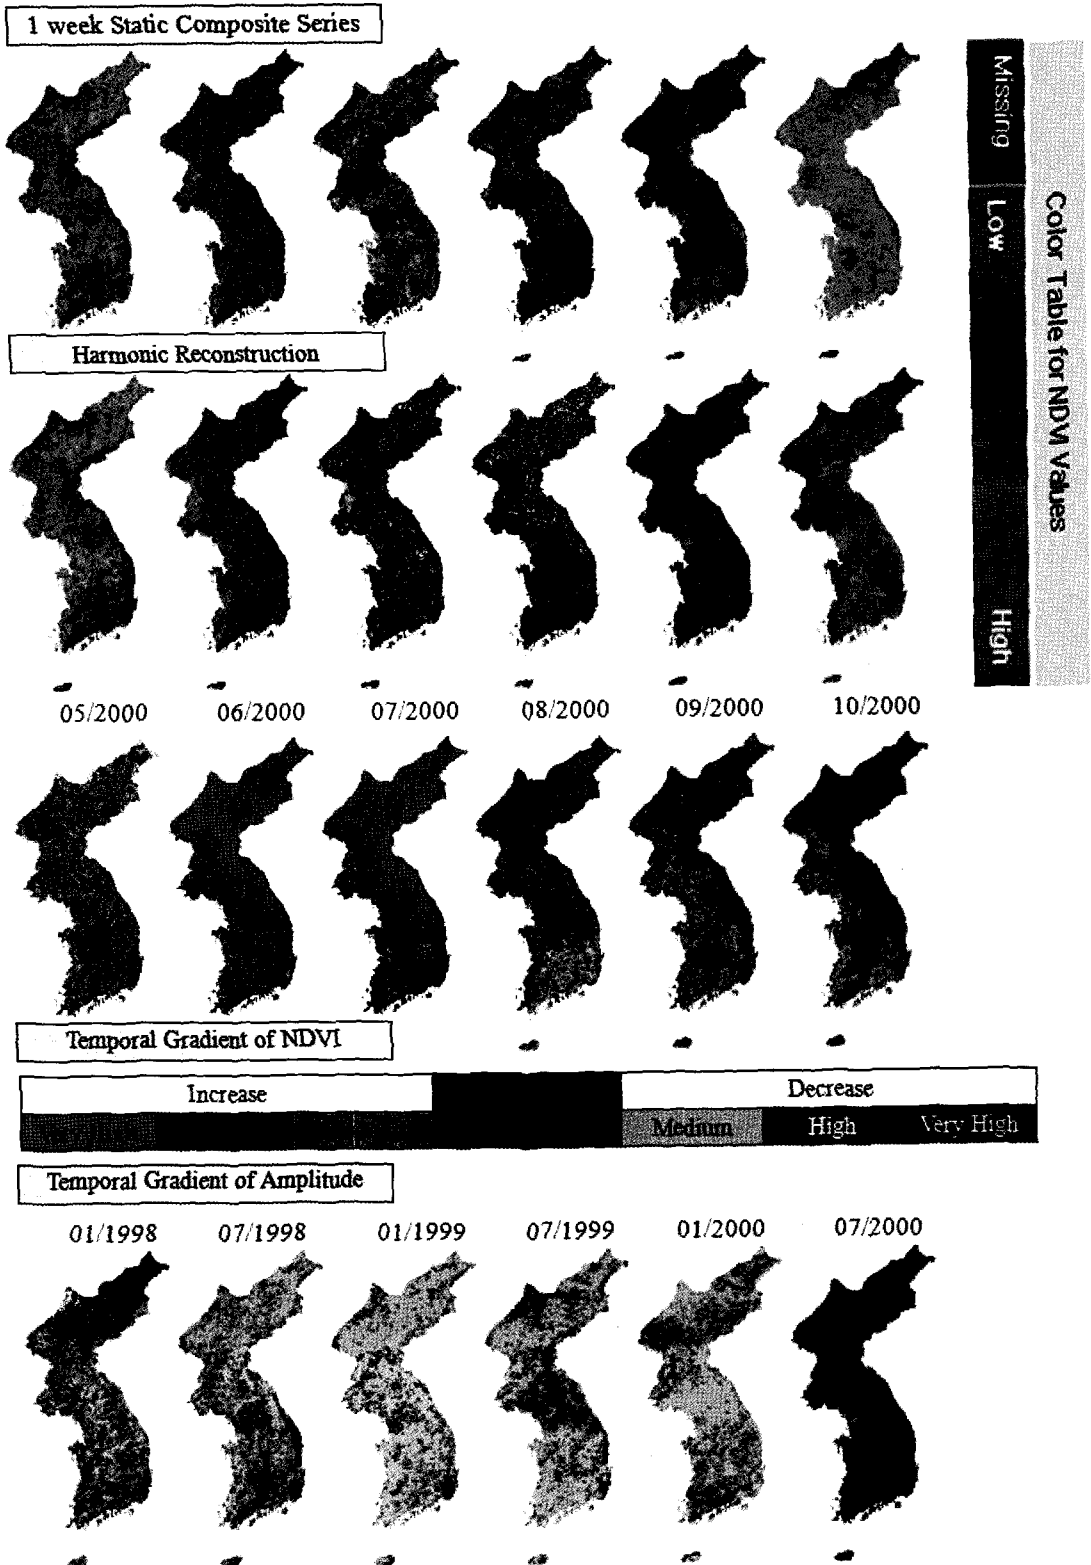 1 week Static Composite Series
Missing
Low
High
Color Table for NDVI Values
Harmonic Reconstruction
05/2000 06/2000 07/2000 08/2000 09/2000 10/2000
Temporal Gradient of NDVI
Increase Decrease
Medium High Very High
Temporal Gradient of Amplitude
01/1998 07/1998 01/1999 07/1999 01/2000 07/2000